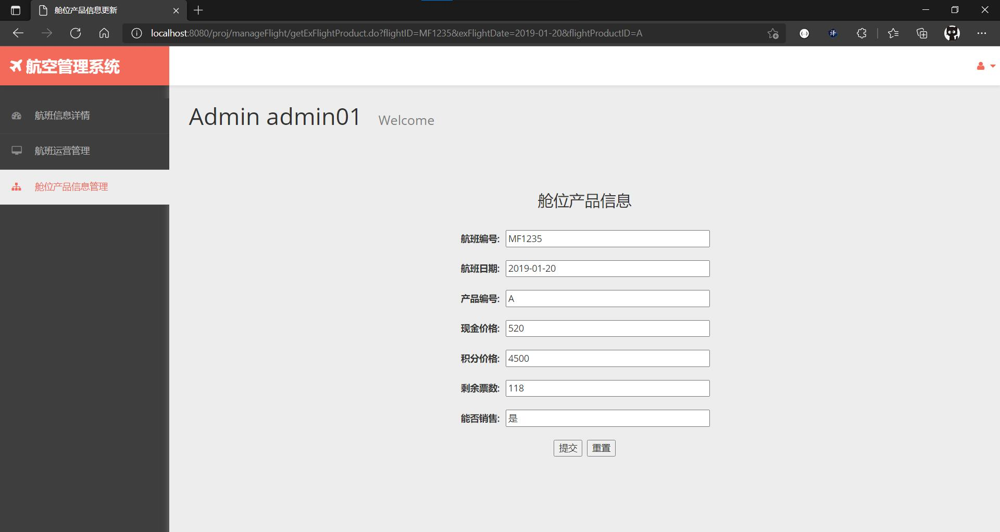 舱位产品信息更新
localhost:8080/proj/manageFlight/getExFlightProduct.do?flightID=MF1235&exFlightDate=2019-01-20&flightProductID=A
译
航空管理系统
航班信息详情
航班运营管理
舱位产品信息管理
Admin admin01 Welcome
舱位产品信息
航班编号: MF1235
航班日期: 2019-01-20
产品编号: A
现金价格: 520
积分价格: 4500
剩余票数: 118
能否销售: 是
提交 重置